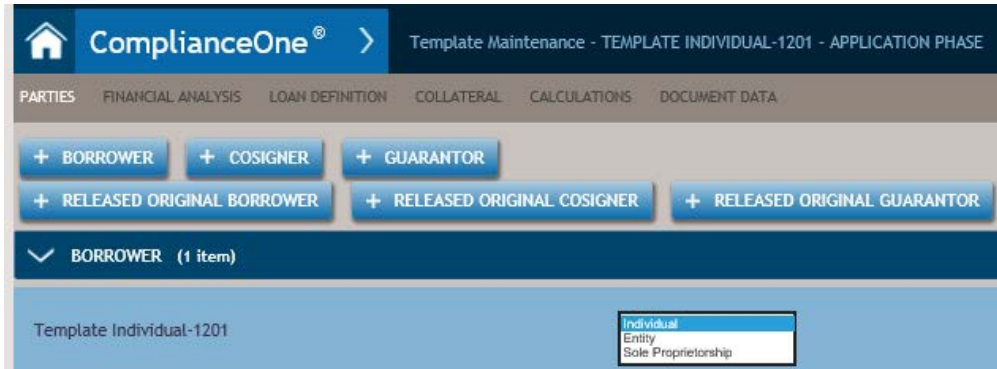 ComplianceOne® Template Maintenance - TEMPLATE INDIVIDUAL-1201 - APPLICATION PHASE
PARTIES FINANCIAL ANALYSIS LOAN DEFINITION COLLATERAL CALCULATIONS DOCUMENT DATA
+ BORROWER + COSIGNER + GUARANTOR
+ RELEASED ORIGINAL BORROWER + RELEASED ORIGINAL COSIGNER + RELEASED ORIGINAL GUARANTOR
BORROWER (1 item)
Template Individual-1201
Individual
Entity
Sole Proprietorship